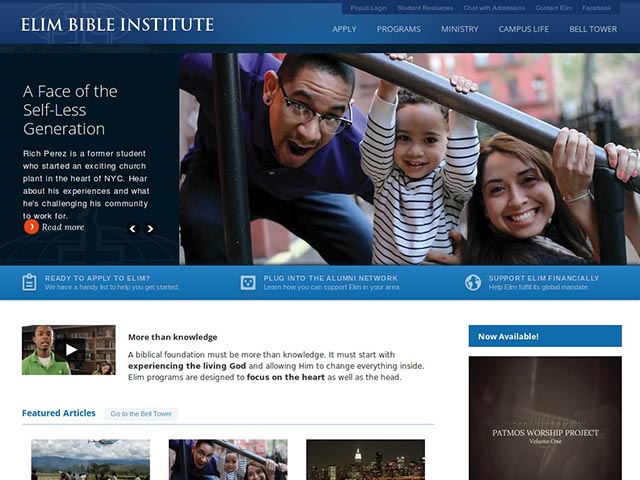 Populi Login
Student Resources
Chat with Admissions
Contact Elim
Facebook
ELIM BIBLE INSTITUTE
APPLY
PROGRAMS
MINISTRY
CAMPUS LIFE
BELL TOWER
A Face of the
Self-Less
Generation
Rich Perez is a former student
who started an exciting church
plant in the heart of NYC. Hear
about his experiences and what
he's challenging his community
to work for.
Read more
READY TO APPLY TO ELIM?
We have a handy list to help you get started.
PLUG INTO THE ALUMNI NETWORK
Learn how you can support Elim in your area
SUPPORT ELIM FINANCIALLY
Help Elim fulfill its global mandate.
More than knowledge
A biblical foundation must be more than knowledge. It must start with
experiencing the living God and allowing Him to change everything inside.
Elim programs are designed to focus on the heart as well as the head.
Now Available!
PATMOS WORSHIP PROJECT
Volume One
Featured Articles
Go to the Bell Tower